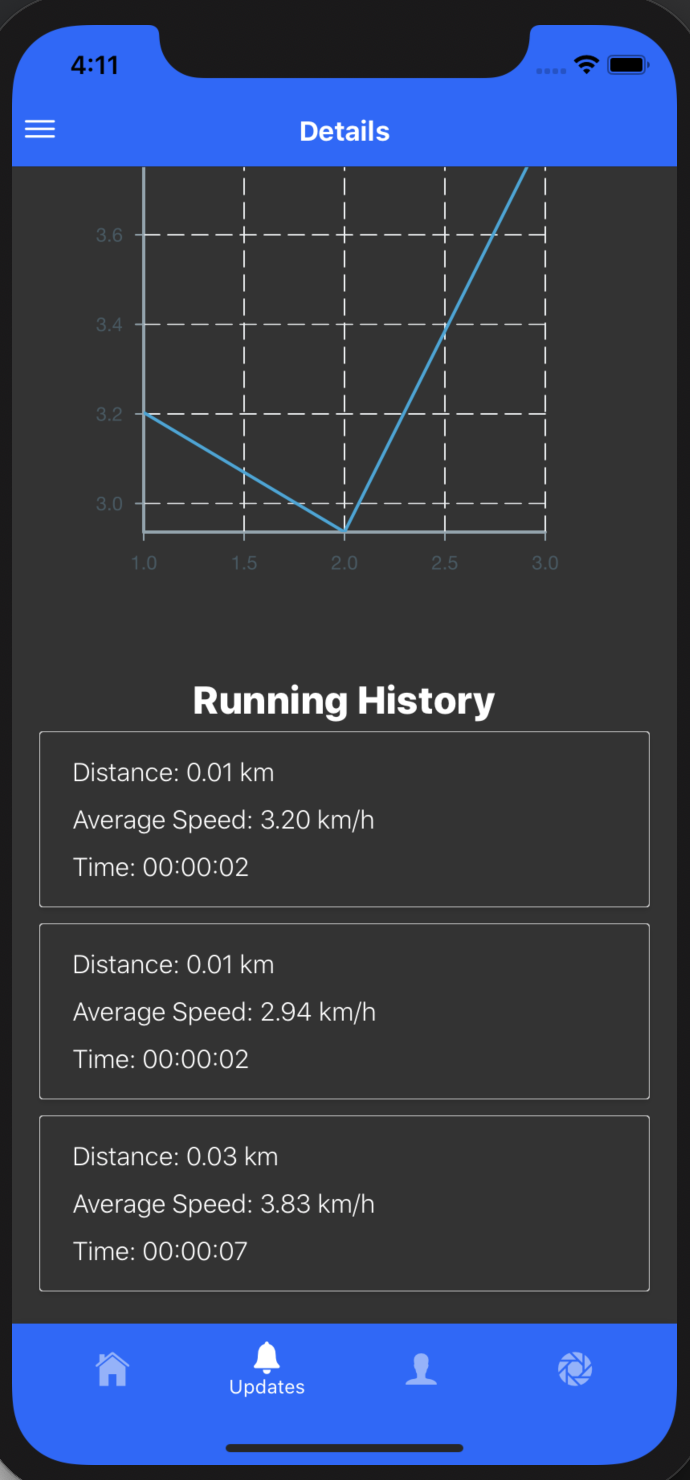 4:11
Details
3.6
3.4
3.2
3.0
1.0 1.5 2.0 2.5 3.0
Running History
Distance: 0.01 km
Average Speed: 3.20 km/h
Time: 00:00:02
Distance: 0.01 km
Average Speed: 2.94 km/h
Time: 00:00:02
Distance: 0.03 km
Average Speed: 3.83 km/h
Time: 00:00:07
Updates